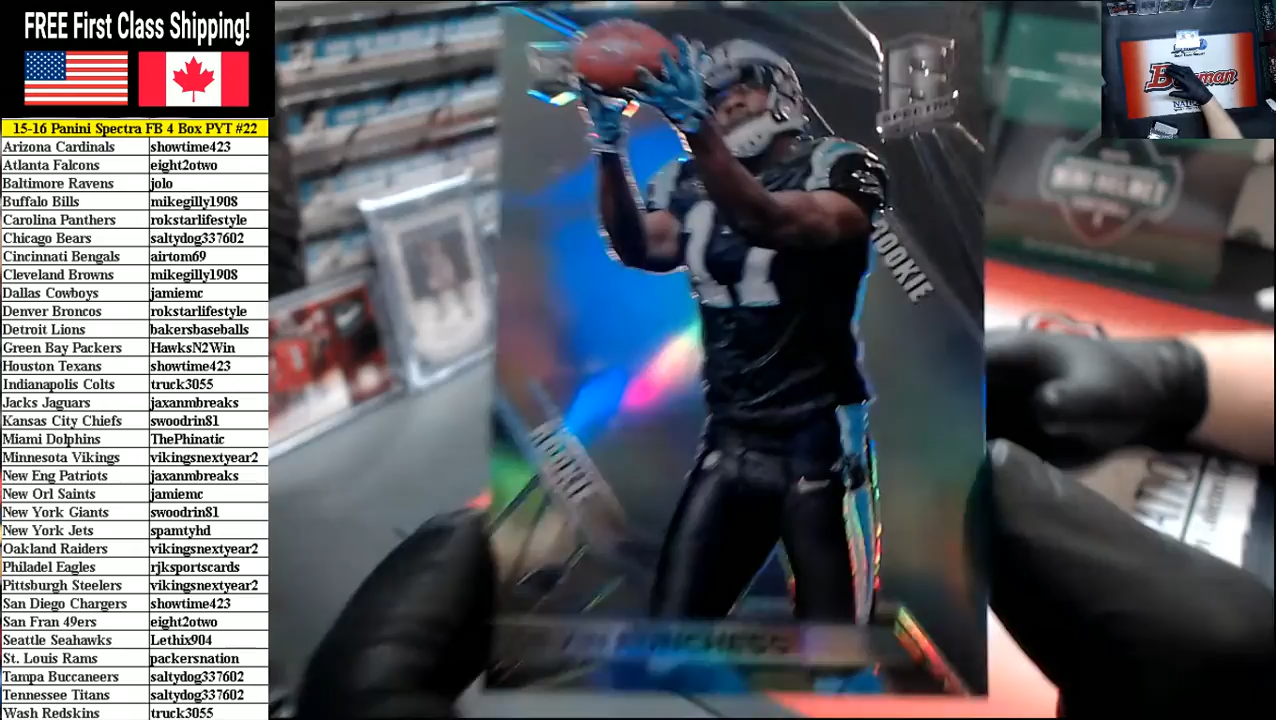 FREE First Class Shipping!
15-16 Panini Spectra FB 4 Box PYT #22
Arizona Cardinals showtime423
Atlanta Falcons eight2otwo
Baltimore Ravens jolo
Buffalo Bills mikegilly1908
Carolina Panthers rokstarlifestyle
Chicago Bears saltydog337602
Cincinnati Bengals airtom69
Cleveland Browns mikegilly1908
Dallas Cowboys jamiemc
Denver Broncos rokstarlifestyle
Detroit Lions bakersbaseballs
Green Bay Packers HawksN2Win
Houston Texans showtime423
Indianapolis Colts truck3055
Jacks Jaguars jaxanmbreaks
Kansas City Chiefs swoodrin81
Miami Dolphins ThePhinatic
Minnesota Vikings vikingsnextyear2
New Eng Patriots jaxanmbreaks
New Orl Saints jamiemc
New York Giants swoodrin81
New York Jets spamtyhd
Oakland Raiders vikingsnextyear2
Philadel Eagles rjksportscards
Pittsburgh Steelers vikingsnextyear2
San Diego Chargers showtime423
San Fran 49ers eight2otwo
Seattle Seahawks Lethix904
St. Louis Rams packersnation
Tampa Buccaneers saltydog337602
Tennessee Titans saltydog337602
Wash Redskins truck3055
SPECTRA
17
ROOKIE
ROOKIE
Bowman
MINI HELMET